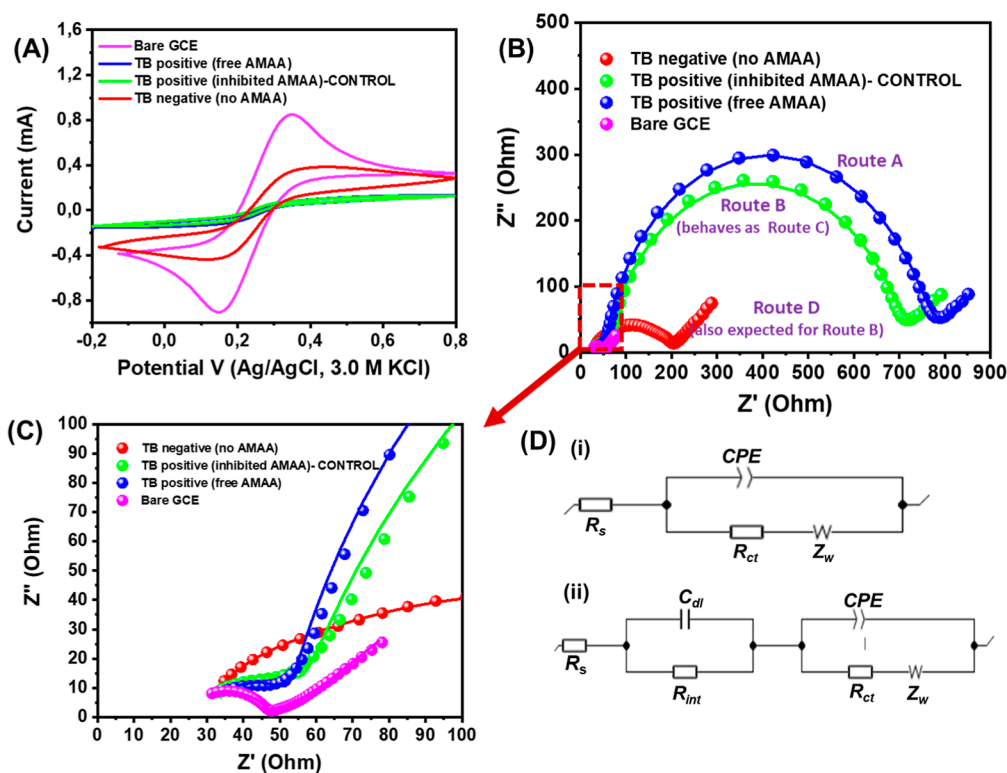 (A)
Bare GCE
TB positive (free AMAA)
TB positive (inhibited AMAA)-CONTROL
TB negative (no AMAA)
Current (mA)
1,6
1,2
0,8
0,4
0,0
-0,4
-0,8
-0,2 0,0 0,2 0,4 0,6 0,8
Potential V (Ag/AgCl, 3.0 M KCl)
(B)
TB negative (no AMAA)
TB positive (inhibited AMAA)- CONTROL
TB positive (free AMAA)
Bare GCE
Route A
Route B
(behaves as Route C)
Route D
(also expected for Route B)
Z" (Ohm)
500
400
300
200
100
0
0 100 200 300 400 500 600 700 800 900
Z' (Ohm)
(C)
TB negative (no AMAA)
TB positive (inhibited AMAA)- CONTROL
TB positive (free AMAA)
Bare GCE
Z" (Ohm)
100
90
80
70
60
50
40
30
20
10
0
0 10 20 30 40 50 60 70 80 90 100
Z' (Ohm)
(D)
(i)
CPE
Rs
Rct
Zw
(ii)
Cdl
CPE
Rs
Rint
Rct
Zw